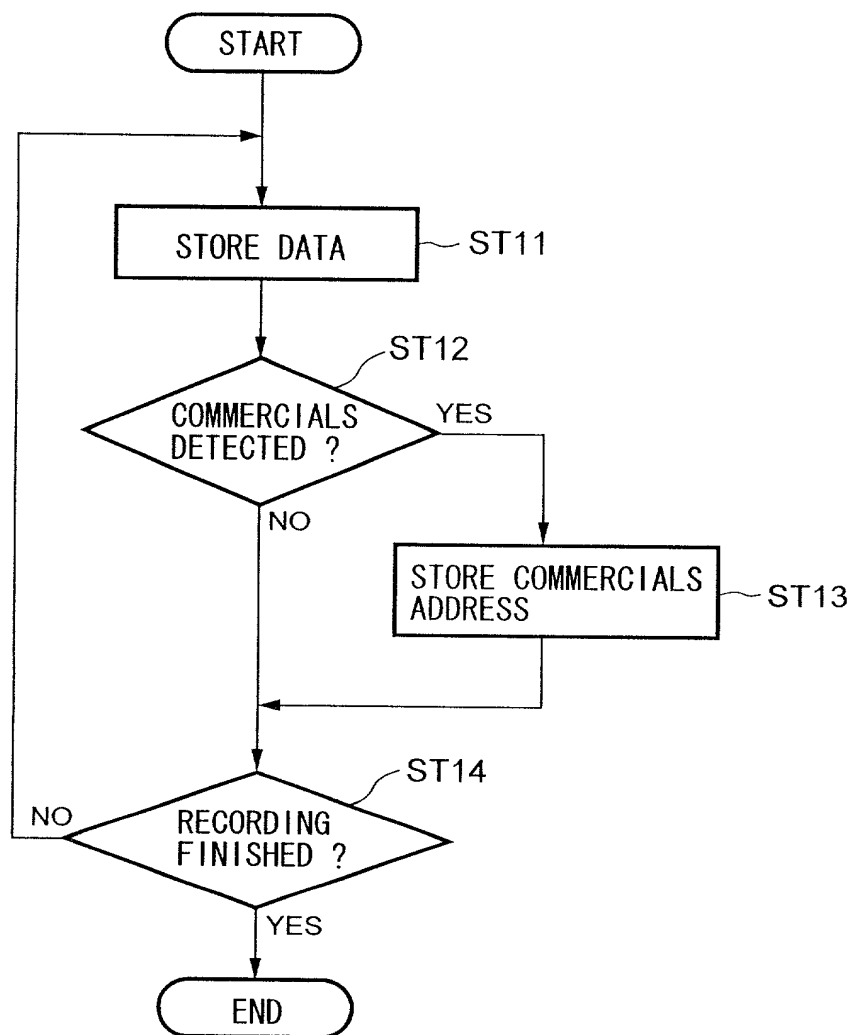 START
STORE DATA
ST11
ST12
COMMERCIALS
DETECTED ?
YES
NO
STORE COMMERCIALS
ADDRESS
ST13
ST14
NO
RECORDING
FINISHED ?
YES
END